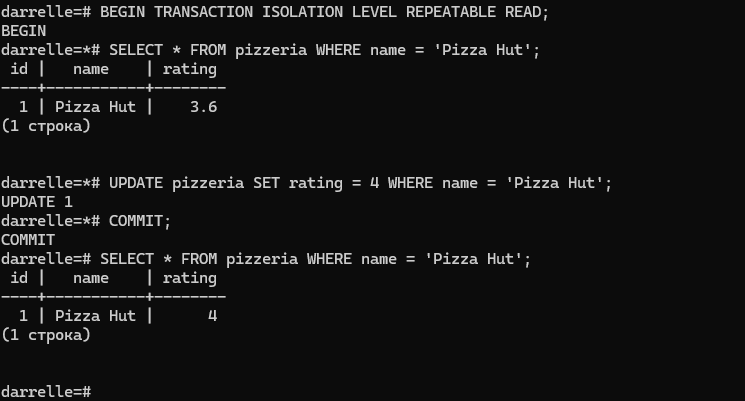 darrelle=# BEGIN TRANSACTION ISOLATION LEVEL REPEATABLE READ;
BEGIN
darrelle=*# SELECT * FROM pizzeria WHERE name = 'Pizza Hut';
 id |   name    | rating
----+-----------+--------
  1 | Pizza Hut |    3.6
(1 строка)

darrelle=*# UPDATE pizzeria SET rating = 4 WHERE name = 'Pizza Hut';
UPDATE 1
darrelle=*# COMMIT;
COMMIT
darrelle=# SELECT * FROM pizzeria WHERE name = 'Pizza Hut';
 id |   name    | rating
----+-----------+--------
  1 | Pizza Hut |      4
(1 строка)

darrelle=#